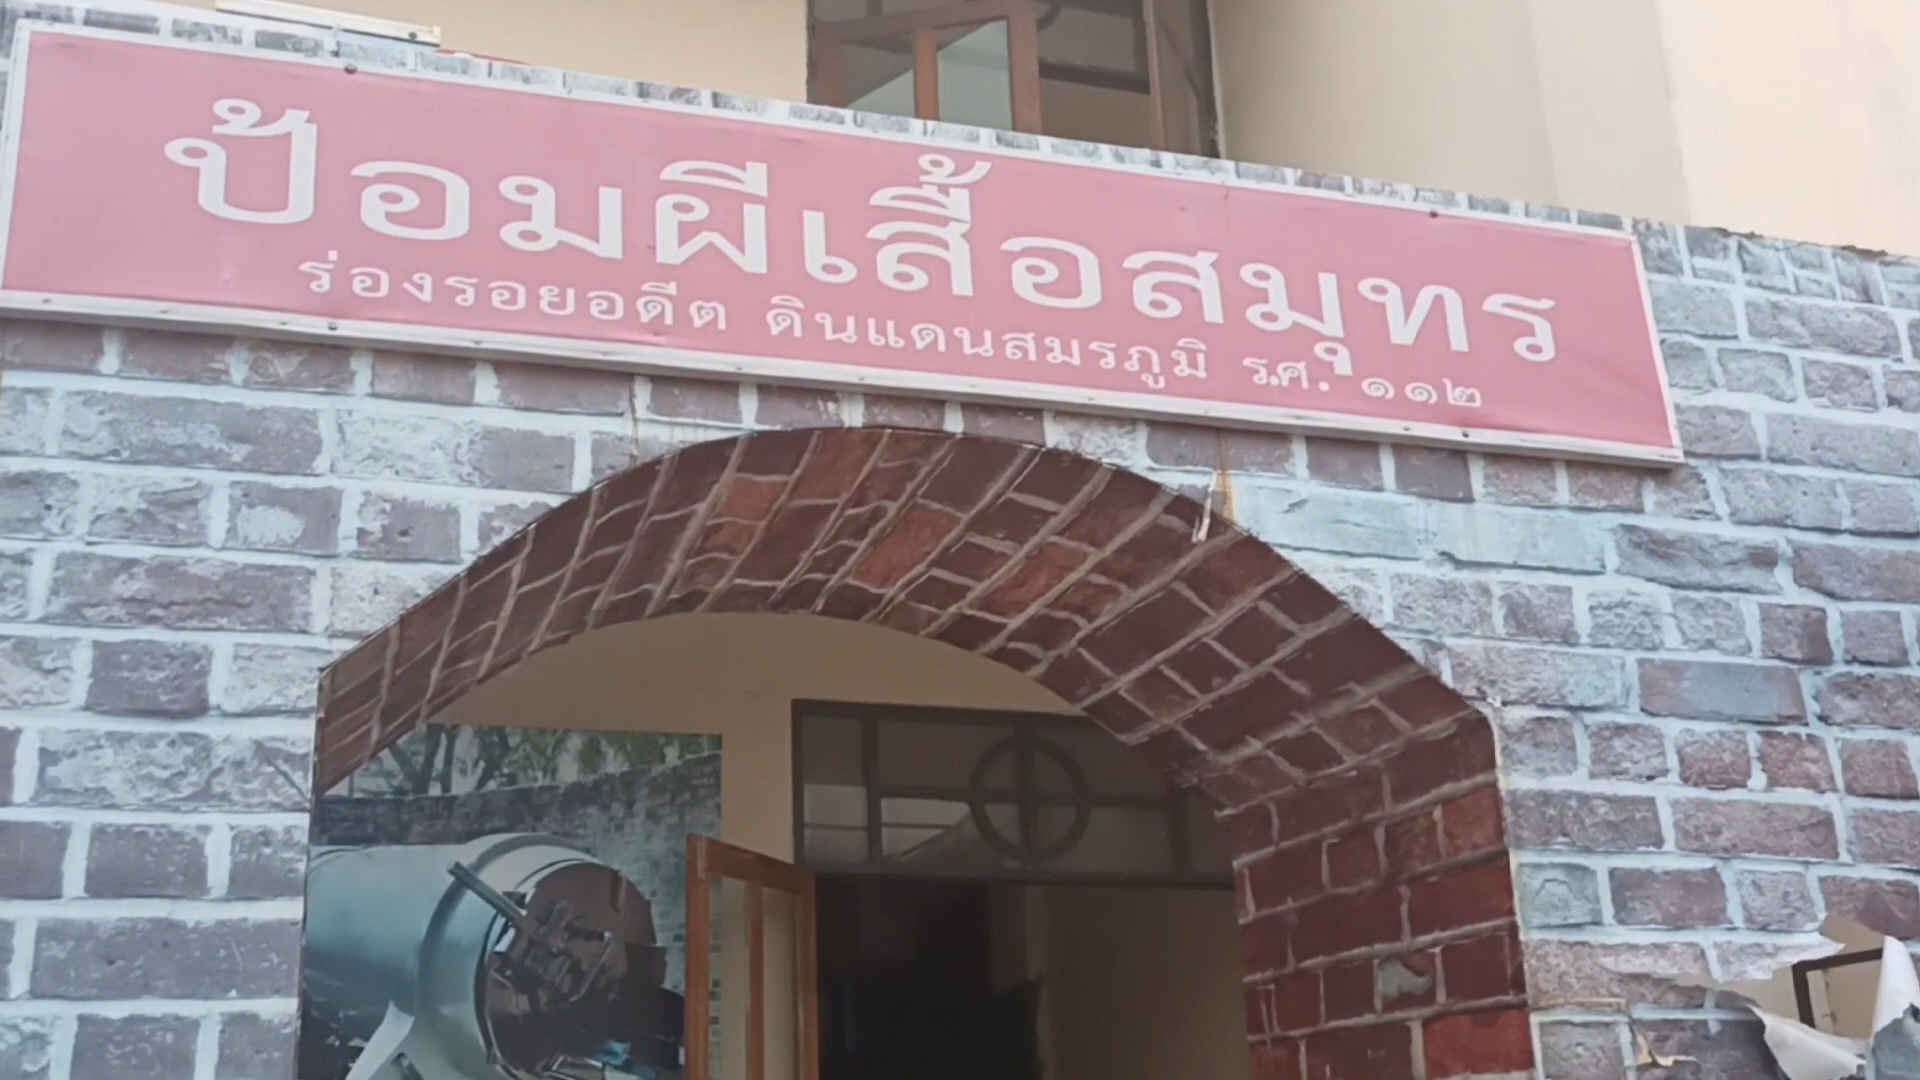 ป้อมผีเสื้อสมุทร
ร่องรอยอดีต ดินแดนสมรภูมิ ร.ศ. ๑๑๒